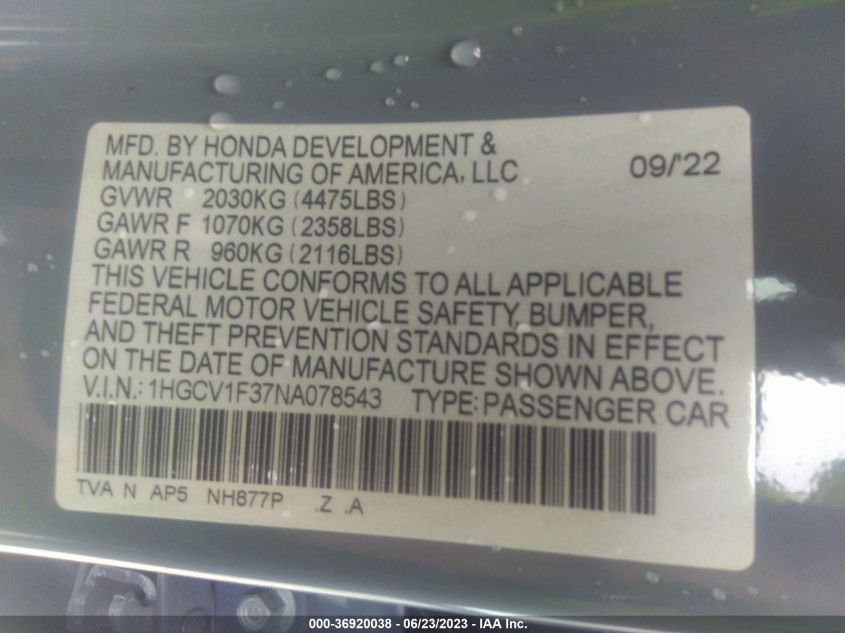 MFD. BY HONDA DEVELOPMENT &
MANUFACTURING OF AMERICA, LLC 09/'22
GVWR 2030KG (4475LBS)
GAWR F 1070KG (2358LBS)
GAWR R 960KG (2116LBS)
THIS VEHICLE CONFORMS TO ALL APPLICABLE
FEDERAL MOTOR VEHICLE SAFETY, BUMPER,
AND THEFT PREVENTION STANDARDS IN EFFECT
ON THE DATE OF MANUFACTURE SHOWN ABOVE.
V.I.N.: 1HGCV1F37NA078543 TYPE: PASSENGER CAR
TVA N AP5 NH877P .Z .A
000-36920038 - 06/23/2023 - IAA Inc.